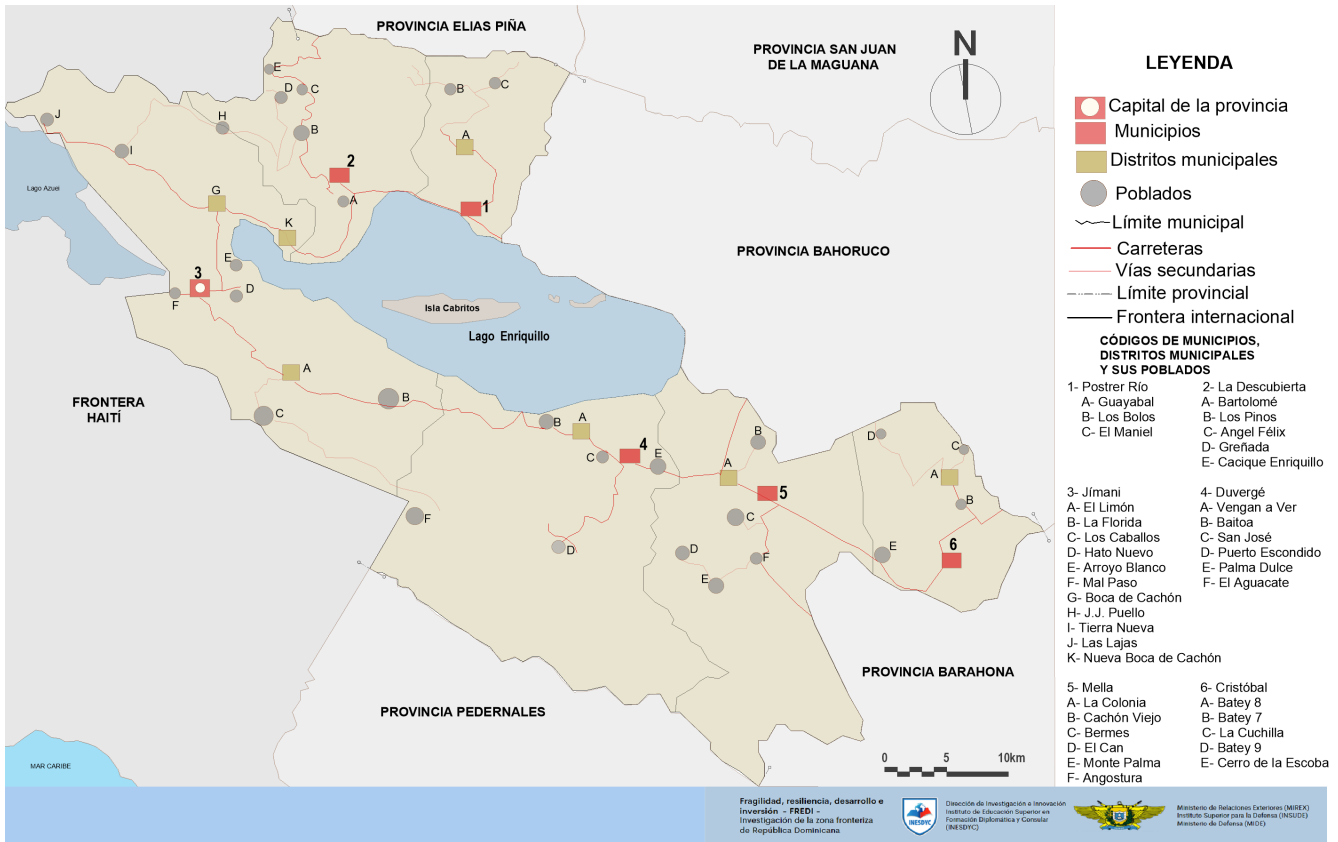 PROVINCIA ELIAS PIÑA
PROVINCIA SAN JUAN
DE LA MAGUANA
N
E
D
C
B
C
J
H
B
A
I
2
G
A
1
K
Lago Azuei
PROVINCIA BAHORUCO
E
3
D
F
Isla Cabritos
Lago Enriquillo
A
B
C
FRONTERA
HAITÍ
B
A
4
C
E
B
A
5
C
D
F
E
F
D
D
C
A
B
6
E
PROVINCIA BARAHONA
PROVINCIA PEDERNALES
MAR CARIBE
0
5
10km
LEYENDA
Capital de la provincia
Municipios
Distritos municipales
Poblados
Límite municipal
Carreteras
Vías secundarias
Límite provincial
Frontera internacional
CÓDIGOS DE MUNICIPIOS,
DISTRITOS MUNICIPALES
Y SUS POBLADOS
1- Postrer Río
A- Guayabal
B- Los Bolos
C- El Maniel
2- La Descubierta
A- Bartolomé
B- Los Pinos
C- Angel Félix
D- Greñada
E- Cacique Enriquillo
3- Jímani
A- El Limón
B- La Florida
C- Los Caballos
D- Hato Nuevo
E- Arroyo Blanco
F- Mal Paso
G- Boca de Cachón
H- J.J. Puello
I- Tierra Nueva
J- Las Lajas
K- Nueva Boca de Cachón
4- Duvergé
A- Vengan a Ver
B- Baitoa
C- San José
D- Puerto Escondido
E- Palma Dulce
F- El Aguacate
5- Mella
A- La Colonia
B- Cachón Viejo
C- Bermes
D- El Can
E- Monte Palma
F- Angostura
6- Cristóbal
A- Batey 8
B- Batey 7
C- La Cuchilla
D- Batey 9
E- Cerro de la Escoba
Fragilidad, resiliencia, desarrollo e
inversión - FREDI -
Investigación de la zona fronteriza
de República Dominicana
INESDYC
Dirección de Investigación e Innovación
Instituto de Educación Superior en
Formación Diplomática y Consular
(INESDYC)
Ministerio de Relaciones Exteriores (MIREX)
Instituto Superior para la Defensa (INSUDE)
Ministerio de Defensa (MIDE)